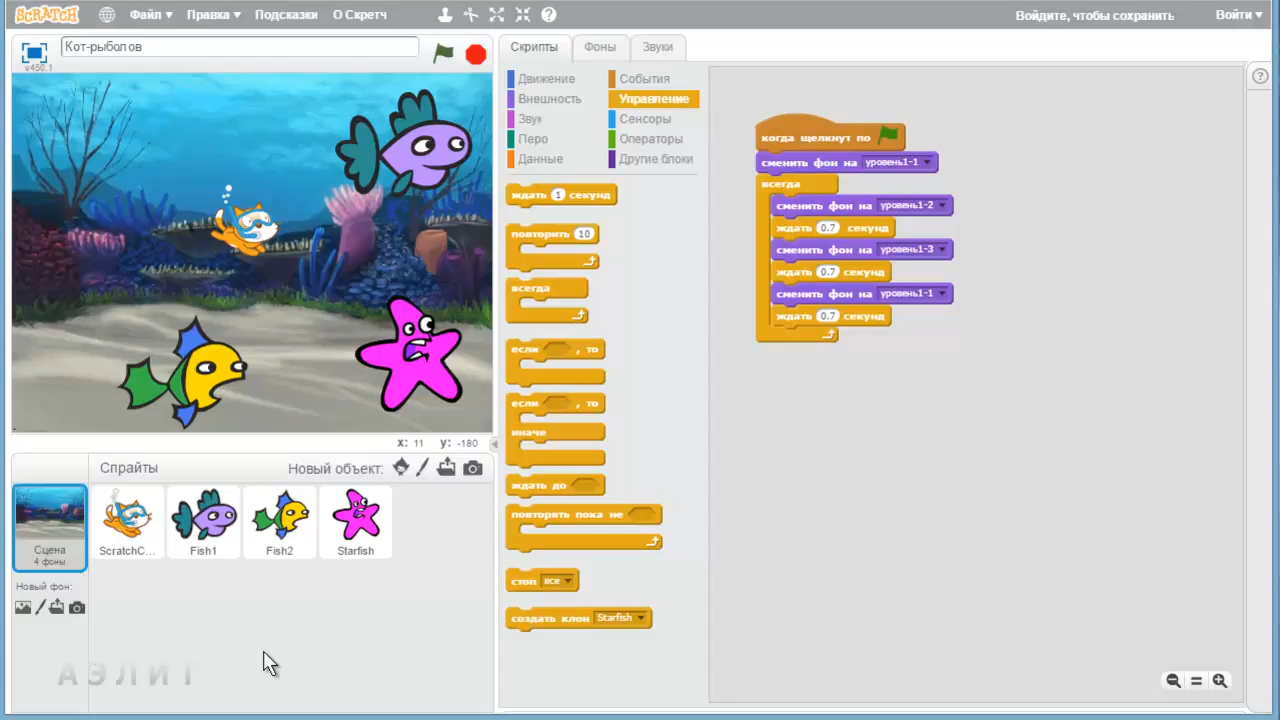 SCRATCH Файл Правка Подсказки О Скретч Войдите, чтобы сохранить Войти
Кот-рыболов
v450.1
x: 11 y: -180
Спрайты Новый объект:
Сцена
4 фоны
ScratchC... Fish1 Fish2 Starfish
Новый фон:
АЭЛИТ
Скрипты Фоны Звуки
Движение События
Внешность Управление
Звук Сенсоры
Перо Операторы
Данные Другие блоки
ждать 1 секунд
повторить 10
всегда
если , то
если , то
иначе
ждать до
повторять пока не
стоп все
создать клон Starfish
когда щелкнут по
сменить фон на уровень1-1
всегда
сменить фон на уровень1-2
ждать 0.7 секунд
сменить фон на уровень1-3
ждать 0.7 секунд
сменить фон на уровень1-1
ждать 0.7 секунд